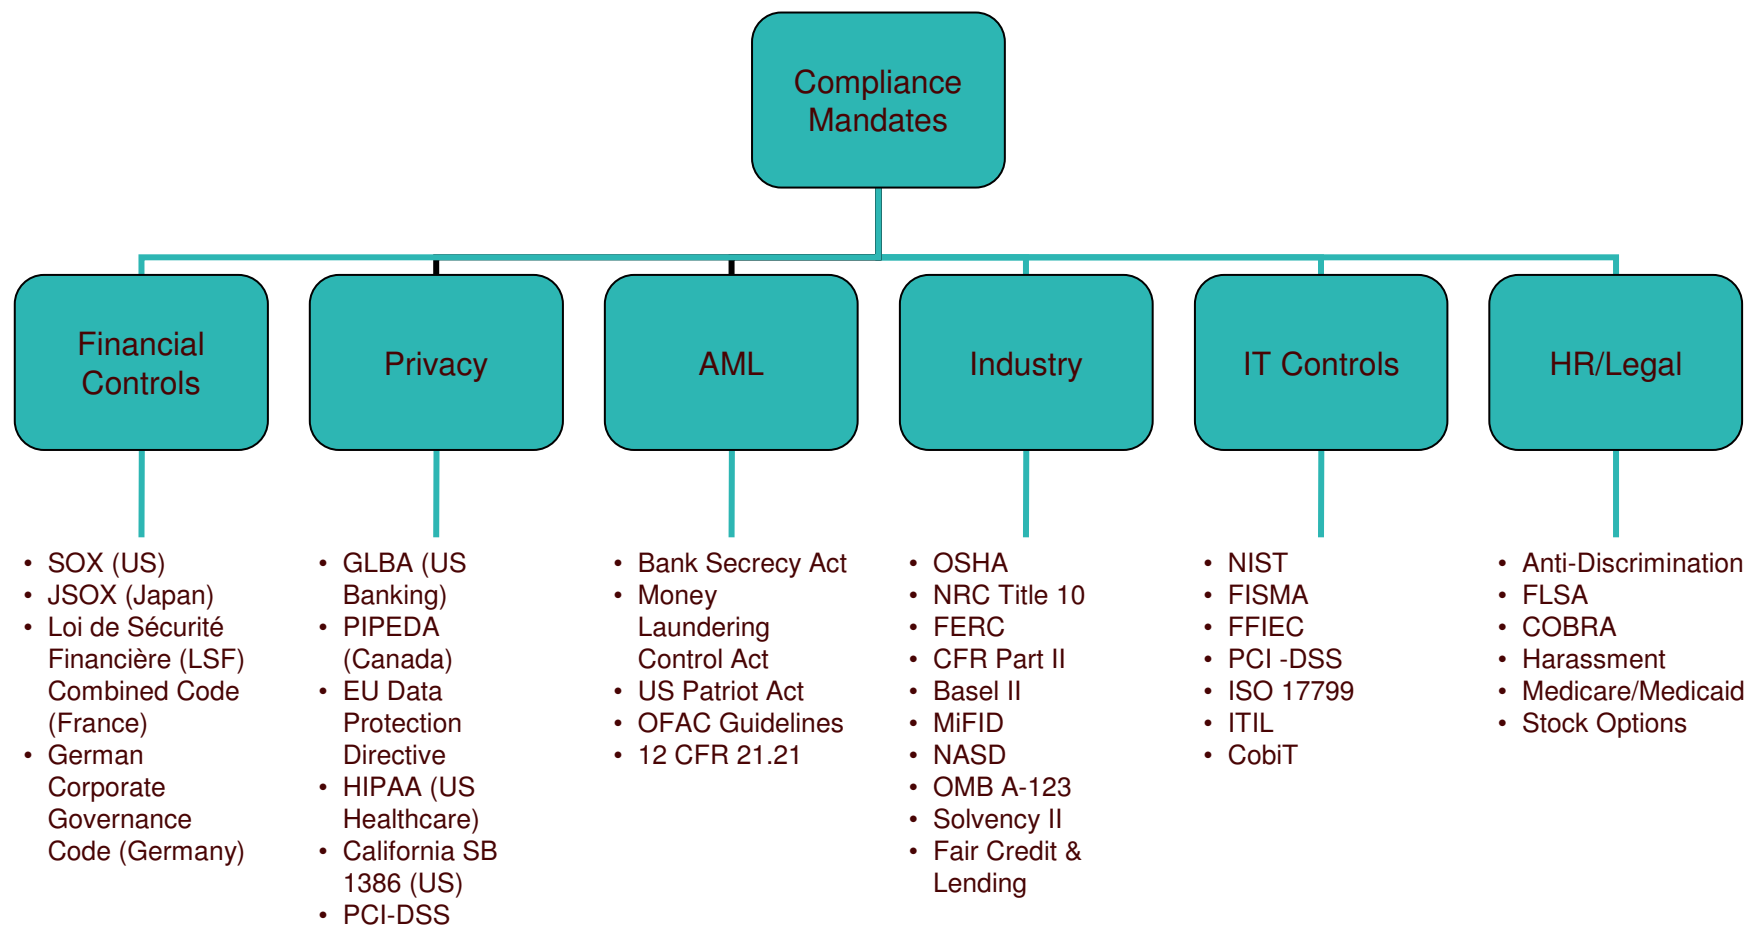 Compliance
Mandates
Financial
Controls
Privacy
AML
Industry
IT Controls
HR/Legal
• SOX (US)
• JSOX (Japan)
• Loi de Sécurité
Financière (LSF)
Combined Code
(France)
• German
Corporate
Governance
Code (Germany)
• GLBA (US
Banking)
• PIPEDA
(Canada)
• EU Data
Protection
Directive
• HIPAA (US
Healthcare)
• California SB
1386 (US)
• PCI-DSS
• Bank Secrecy Act
• Money
Laundering
Control Act
• US Patriot Act
• OFAC Guidelines
• 12 CFR 21.21
• OSHA
• NRC Title 10
• FERC
• CFR Part II
• Basel II
• MiFID
• NASD
• OMB A-123
• Solvency II
• Fair Credit &
Lending
• NIST
• FISMA
• FFIEC
• PCI -DSS
• ISO 17799
• ITIL
• CobiT
• Anti-Discrimination
• FLSA
• COBRA
• Harassment
• Medicare/Medicaid
• Stock Options